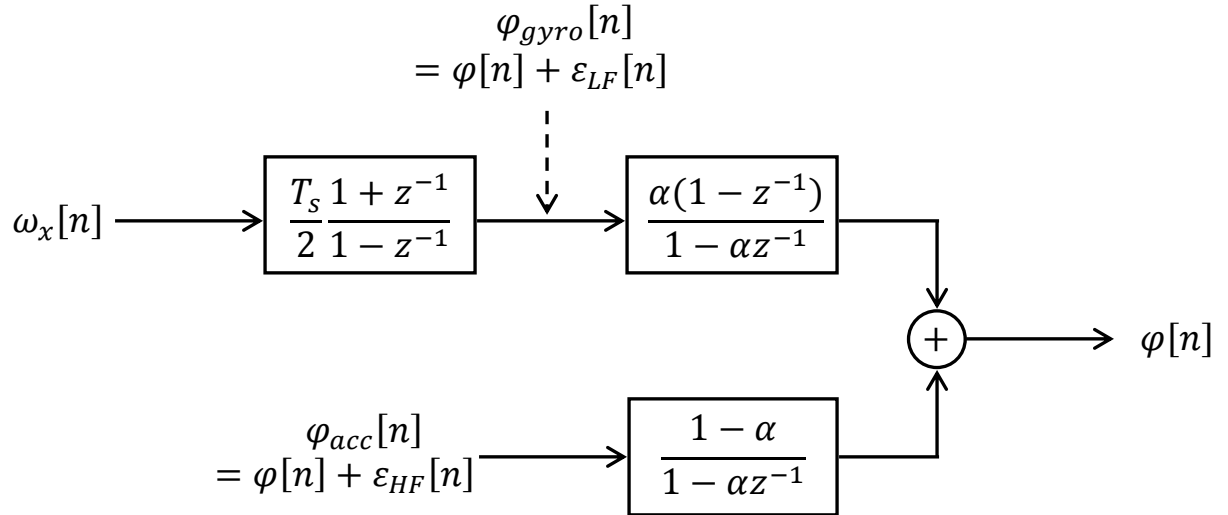 φ_gyro[n]
= φ[n] + ε_LF[n]
ω_x[n]
T_s/2 (1 + z^−1)/(1 − z^−1)
α(1 − z^−1)/(1 − αz^−1)
+
φ[n]
φ_acc[n]
= φ[n] + ε_HF[n]
(1 − α)/(1 − αz^−1)